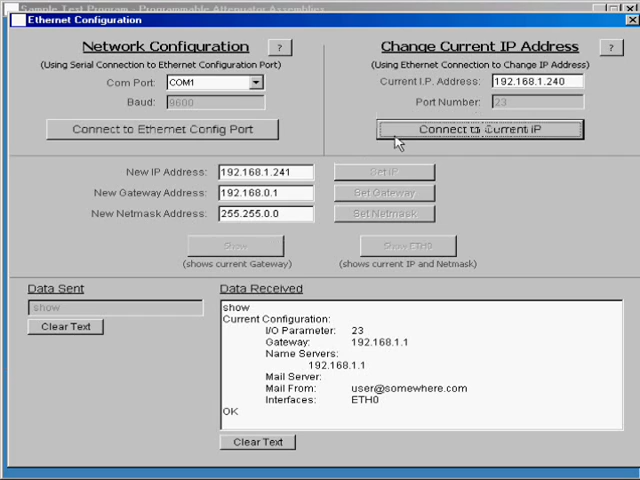 Sample Test Program - Programmable Attenuator Assemblies
Ethernet Configuration
Network Configuration
?
(Using Serial Connection to Ethernet Configuration Port)
Com Port: COM1
Baud: 9600
Connect to Ethernet Config Port
Change Current IP Address
?
(Using Ethernet Connection to Change IP Address)
Current I.P. Address: 192.168.1.240
Port Number: 23
Connect to Current IP
New IP Address: 192.168.1.241 Set IP
New Gateway Address: 192.168.0.1 Set Gateway
New Netmask Address: 255.255.0.0 Set Netmask
Show Show ETH0
(shows current Gateway) (shows current IP and Netmask)
Data Sent
show
Clear Text
Data Received
show
Current Configuration:
I/O Parameter: 23
Gateway: 192.168.1.1
Name Servers:
192.168.1.1
Mail Server:
Mail From: user@somewhere.com
Interfaces: ETH0
OK
Clear Text